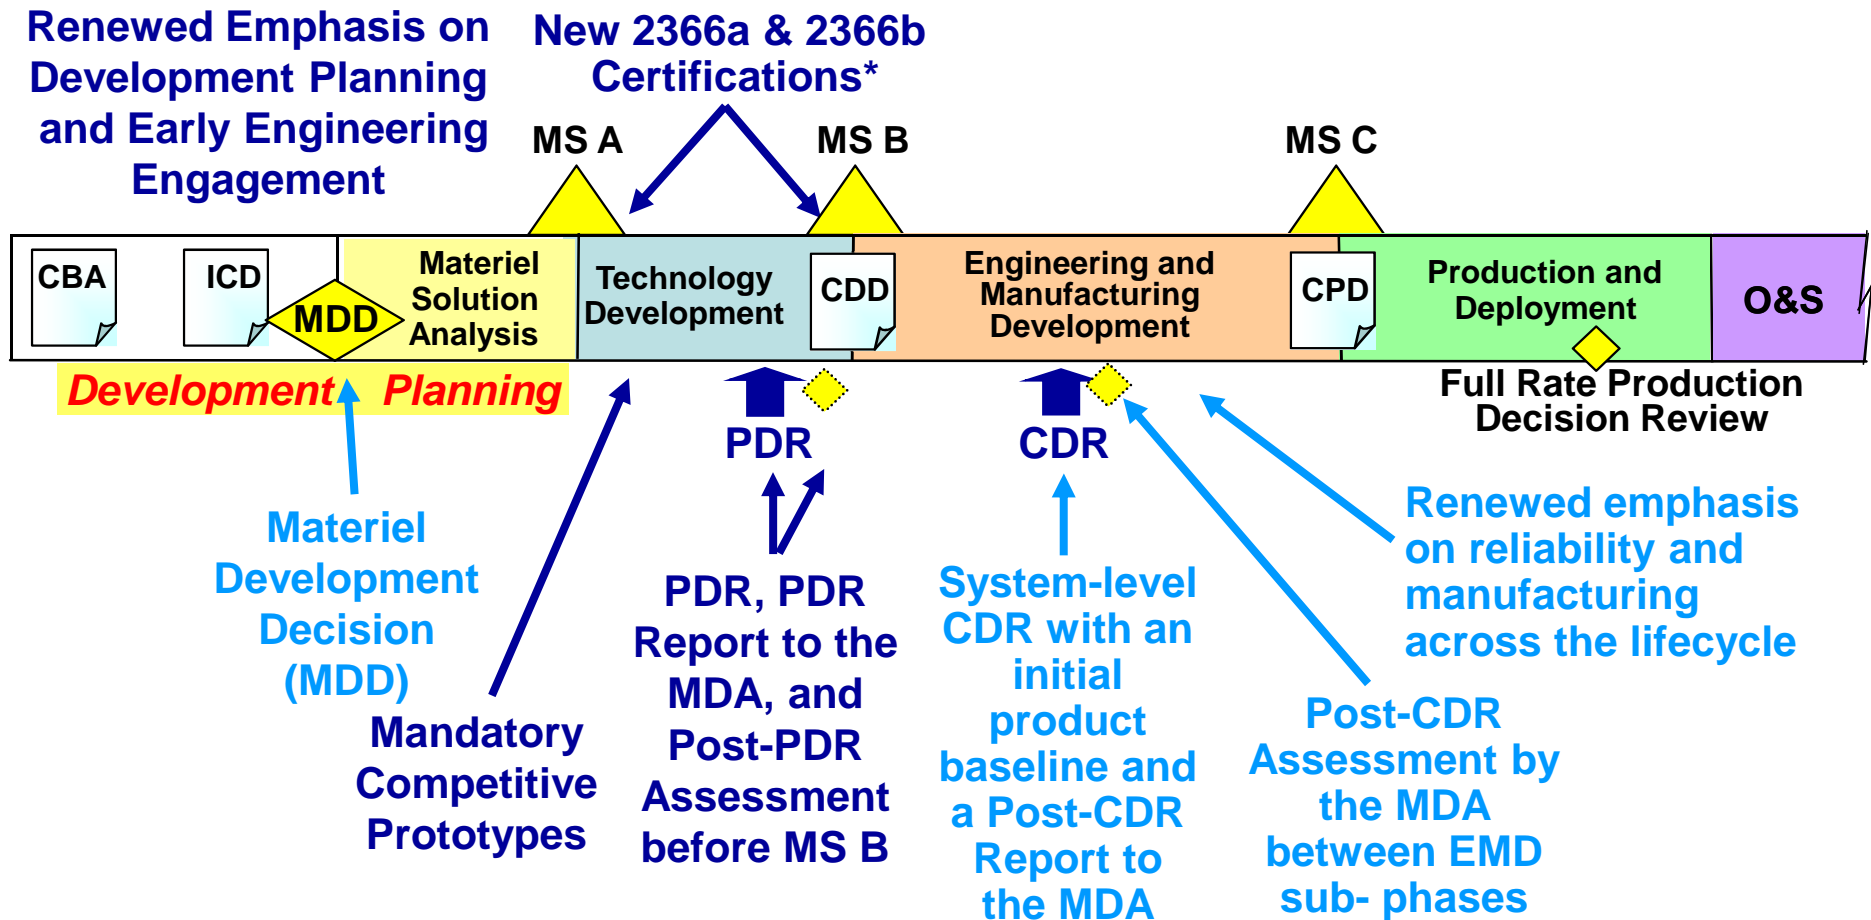 Renewed Emphasis on
Development Planning
and Early Engineering
Engagement
New 2366a & 2366b
Certifications*
MS A
MS B
MS C
CBA
ICD
MDD
Materiel
Solution
Analysis
Technology
Development
CDD
Engineering and
Manufacturing
Development
CPD
Production and
Deployment
O&S
Development Planning
PDR
CDR
Full Rate Production
Decision Review
Materiel
Development
Decision
(MDD)
Mandatory
Competitive
Prototypes
PDR, PDR
Report to the
MDA, and
Post-PDR
Assessment
before MS B
System-level
CDR with an
initial
product
baseline and
a Post-CDR
Report to
the MDA
Post-CDR
Assessment by
the MDA
between EMD
sub- phases
Renewed emphasis
on reliability and
manufacturing
across the lifecycle